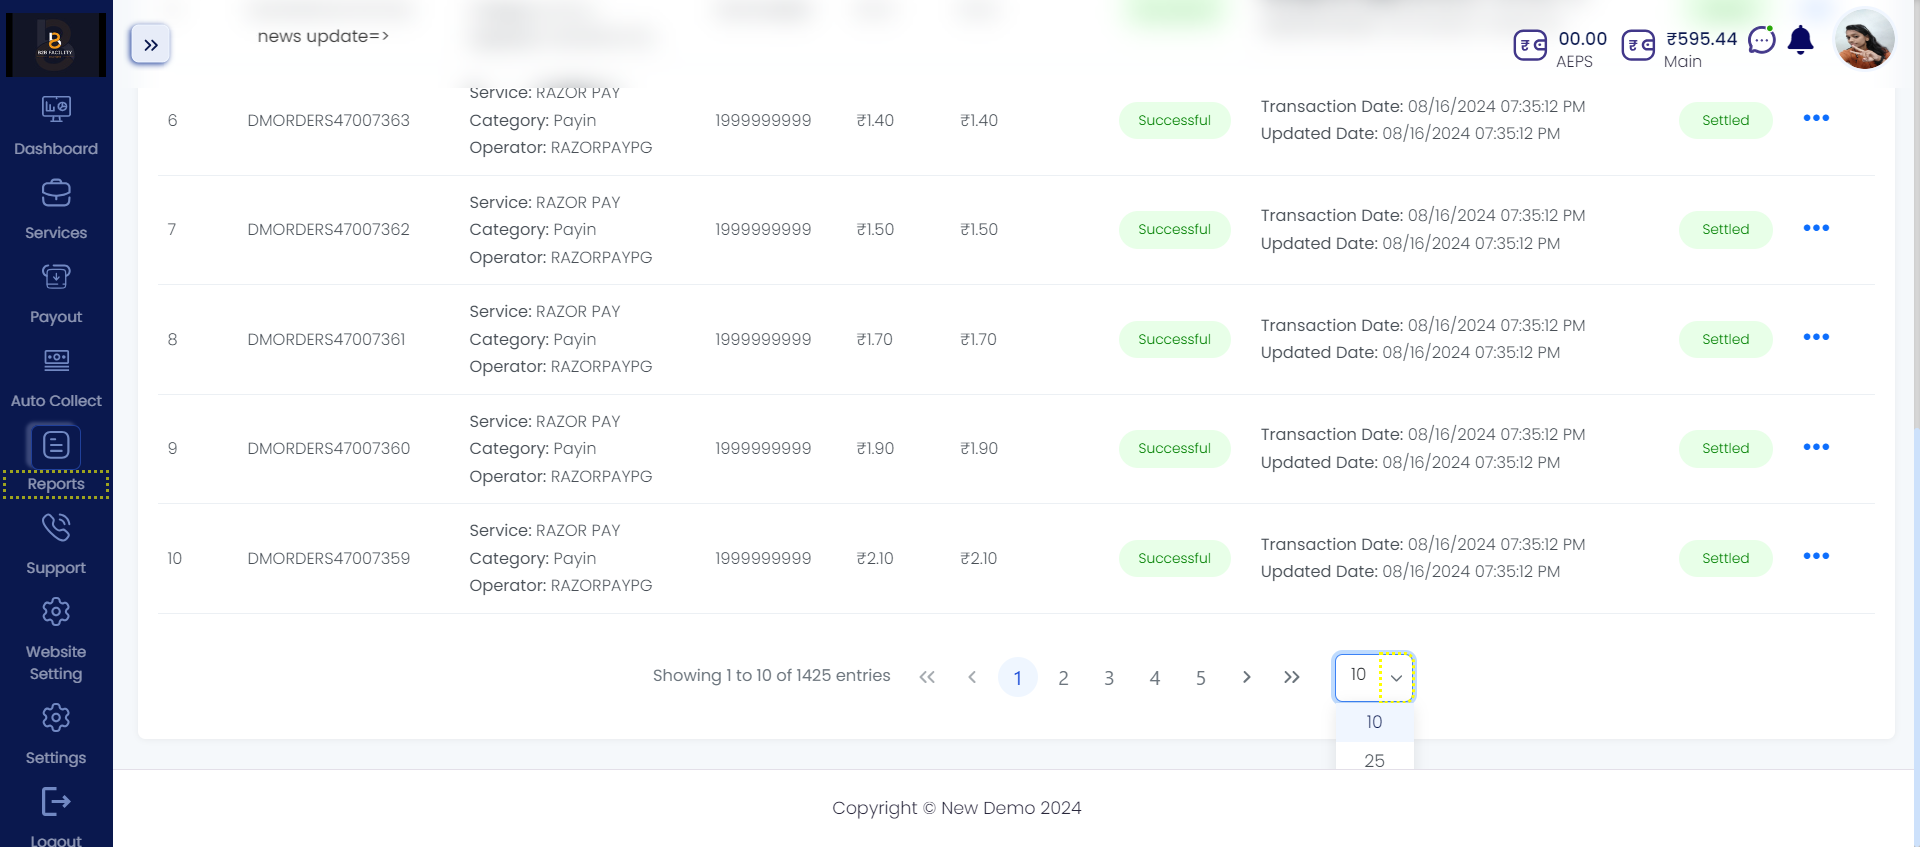 B2B FACILITY
news update=>
₹ 00.00
AEPS
₹ ₹595.44
Main
Dashboard
Services
Payout
Auto Collect
Reports
Support
Website
Setting
Settings
Logout
Service: RAZOR PAY
6 DMORDERS47007363 Category: Payin 1999999999 ₹1.40 ₹1.40 Successful Transaction Date: 08/16/2024 07:35:12 PM Settled
Updated Date: 08/16/2024 07:35:12 PM
Operator: RAZORPAYPG
Service: RAZOR PAY
7 DMORDERS47007362 Category: Payin 1999999999 ₹1.50 ₹1.50 Successful Transaction Date: 08/16/2024 07:35:12 PM Settled
Updated Date: 08/16/2024 07:35:12 PM
Operator: RAZORPAYPG
Service: RAZOR PAY
8 DMORDERS47007361 Category: Payin 1999999999 ₹1.70 ₹1.70 Successful Transaction Date: 08/16/2024 07:35:12 PM Settled
Updated Date: 08/16/2024 07:35:12 PM
Operator: RAZORPAYPG
Service: RAZOR PAY
9 DMORDERS47007360 Category: Payin 1999999999 ₹1.90 ₹1.90 Successful Transaction Date: 08/16/2024 07:35:12 PM Settled
Updated Date: 08/16/2024 07:35:12 PM
Operator: RAZORPAYPG
Service: RAZOR PAY
10 DMORDERS47007359 Category: Payin 1999999999 ₹2.10 ₹2.10 Successful Transaction Date: 08/16/2024 07:35:12 PM Settled
Updated Date: 08/16/2024 07:35:12 PM
Operator: RAZORPAYPG
Showing 1 to 10 of 1425 entries « ‹ 1 2 3 4 5 › » 10
10
25
Copyright © New Demo 2024